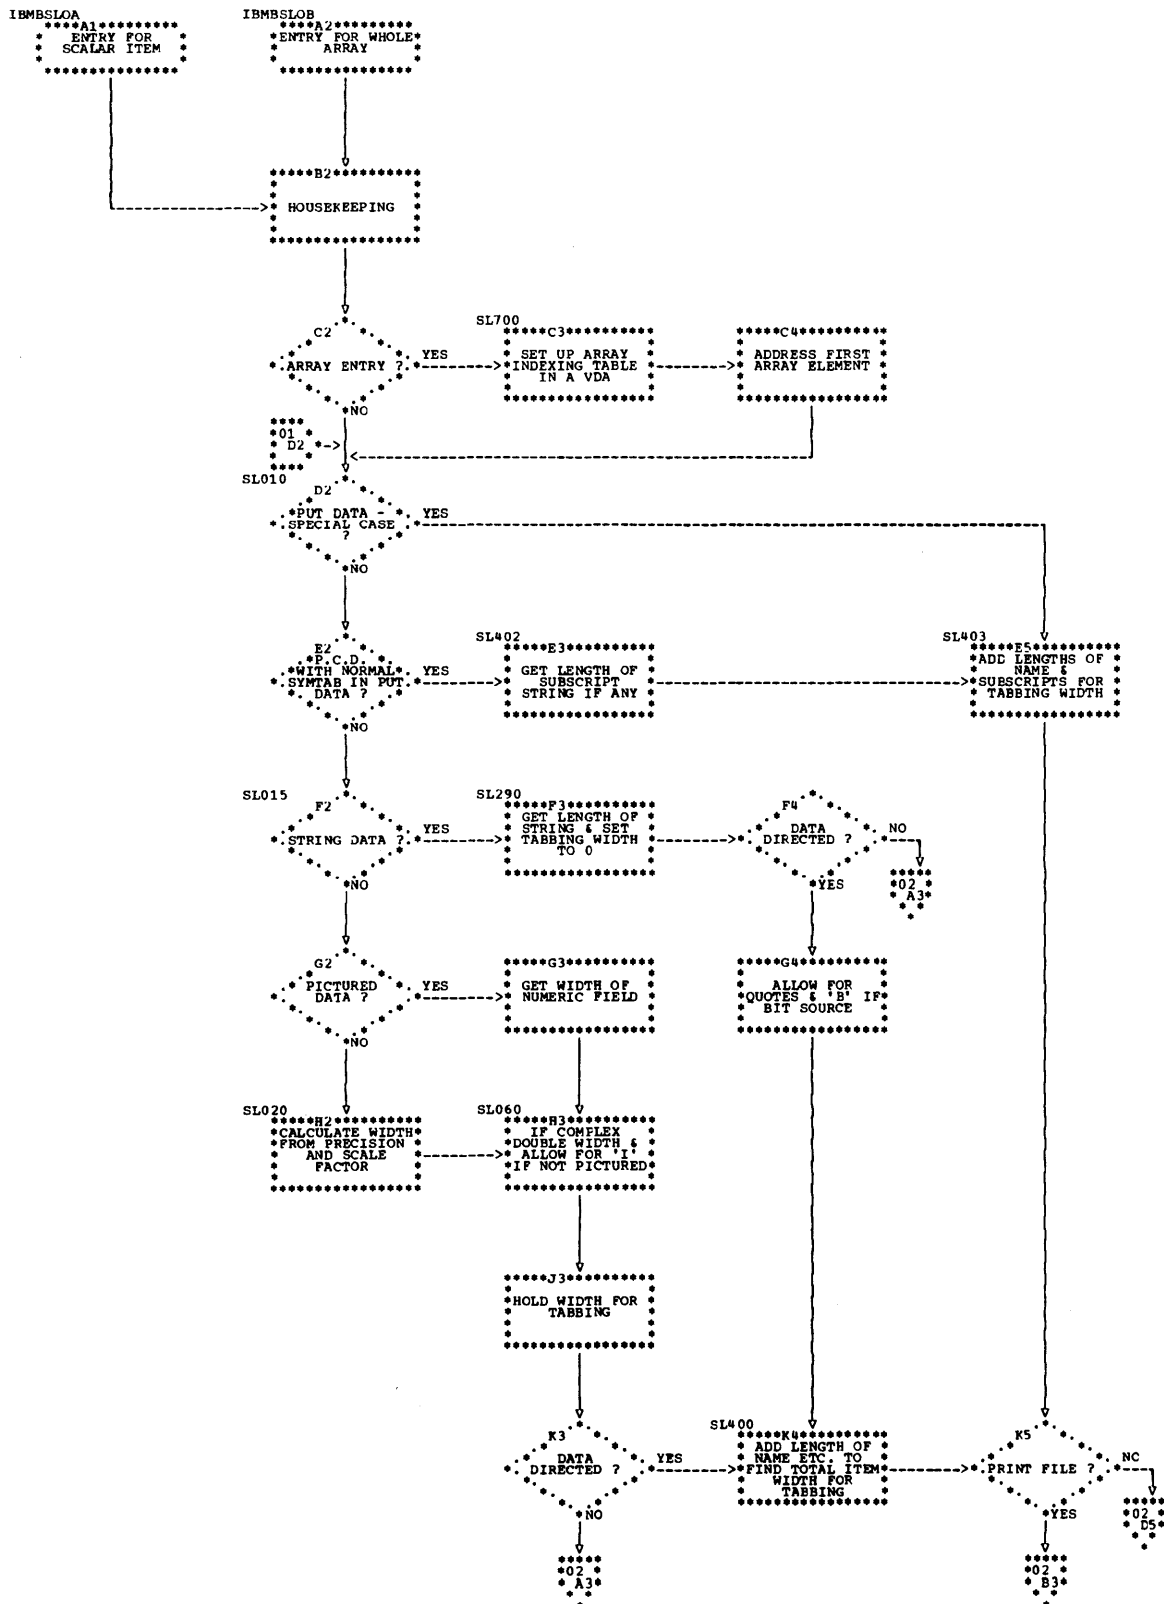 IBMBSLOA
A1
ENTRY FOR
SCALAR ITEM
IBMBSLOB
A2
ENTRY FOR WHOLE
ARRAY
B2
HOUSEKEEPING
C2
ARRAY ENTRY ?
YES
NO
SL700
C3
SET UP ARRAY
INDEXING TABLE
IN A VDA
C4
ADDRESS FIRST
ARRAY ELEMENT
01
D2
SL010
D2
PUT DATA -
SPECIAL CASE
?
YES
NO
E2
P.C.D.
WITH NORMAL
SYMTAB IN PUT
DATA ?
YES
NO
SL402
E3
GET LENGTH OF
SUBSCRIPT
STRING IF ANY
SL403
E5
ADD LENGTHS OF
NAME &
SUBSCRIPTS FOR
TABBING WIDTH
SL015
F2
STRING DATA ?
YES
NO
SL290
F3
GET LENGTH OF
STRING & SET
TABBING WIDTH
TO 0
F4
DATA
DIRECTED ?
NO
YES
02
A3
G2
PICTURED
DATA ?
YES
NO
G3
GET WIDTH OF
NUMERIC FIELD
G4
ALLOW FOR
QUOTES & 'B' IF
BIT SOURCE
SL020
H2
CALCULATE WIDTH
FROM PRECISION
AND SCALE
FACTOR
SL060
H3
IF COMPLEX
DOUBLE WIDTH &
ALLOW FOR 'I'
IF NOT PICTURED
J3
HOLD WIDTH FOR
TABBING
K3
DATA
DIRECTED ?
YES
NO
02
A3
SL400
K4
ADD LENGTH OF
NAME ETC. TO
FIND TOTAL ITEM
WIDTH FOR
TABBING
K5
PRINT FILE ?
NC
YES
02
D5
02
B3